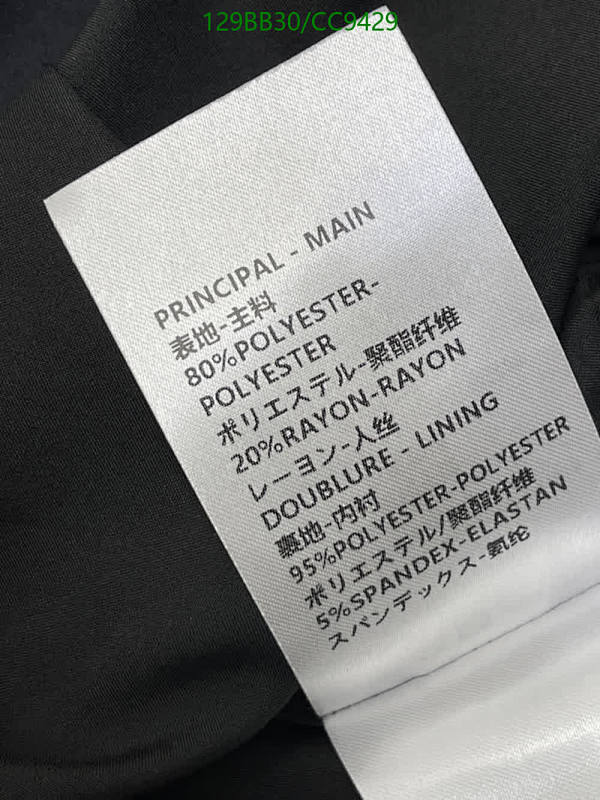 129BB30/CC9429
PRINCIPAL - MAIN
表地-主料
80%POLYESTER-
POLYESTER
ポリエステル-聚酯纤维
20%RAYON-RAYON
レーヨン-人丝
DOUBLURE - LINING
裏地-内衬
95%POLYESTER-POLYESTER
ポリエステル/聚酯纤维
5%SPANDEX-ELASTAN
スパンデックス-氨纶